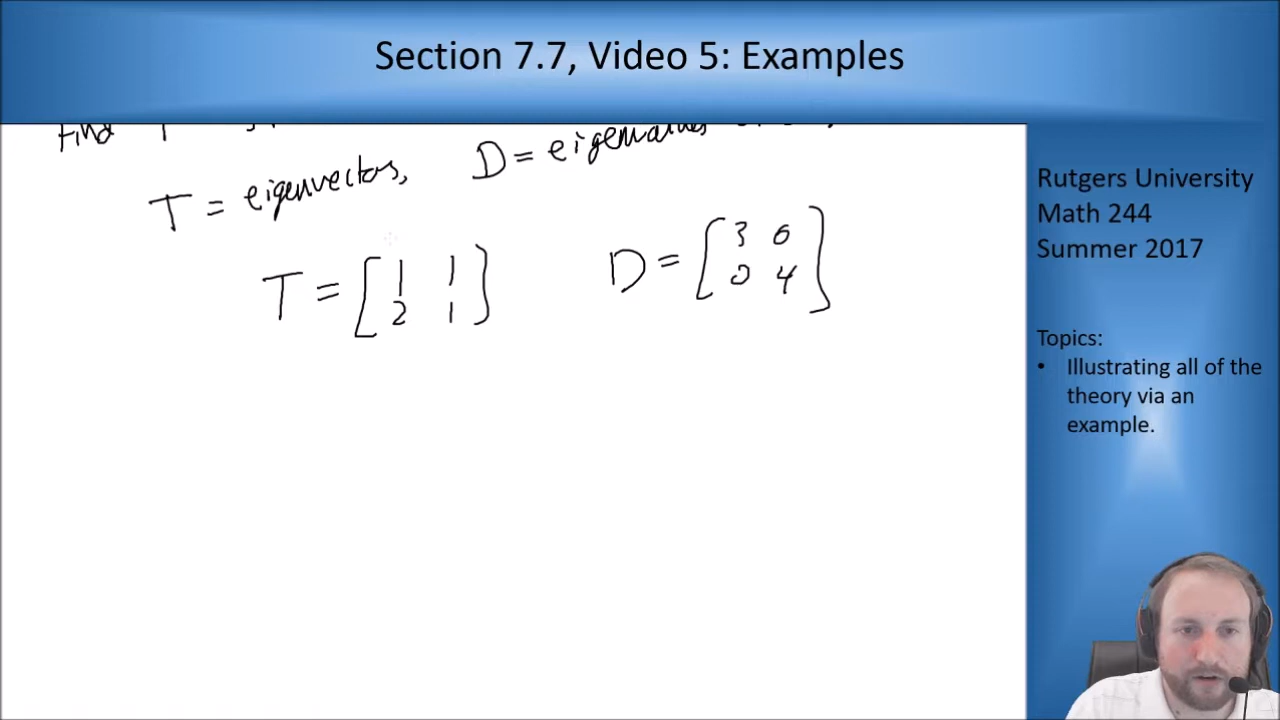 Section 7.7, Video 5: Examples
Find T
T = eigenvectors, D = eigenvalues
T = [1 1
2 1] D = [3 0
0 4]
Rutgers University
Math 244
Summer 2017
Topics:
• Illustrating all of the
theory via an
example.